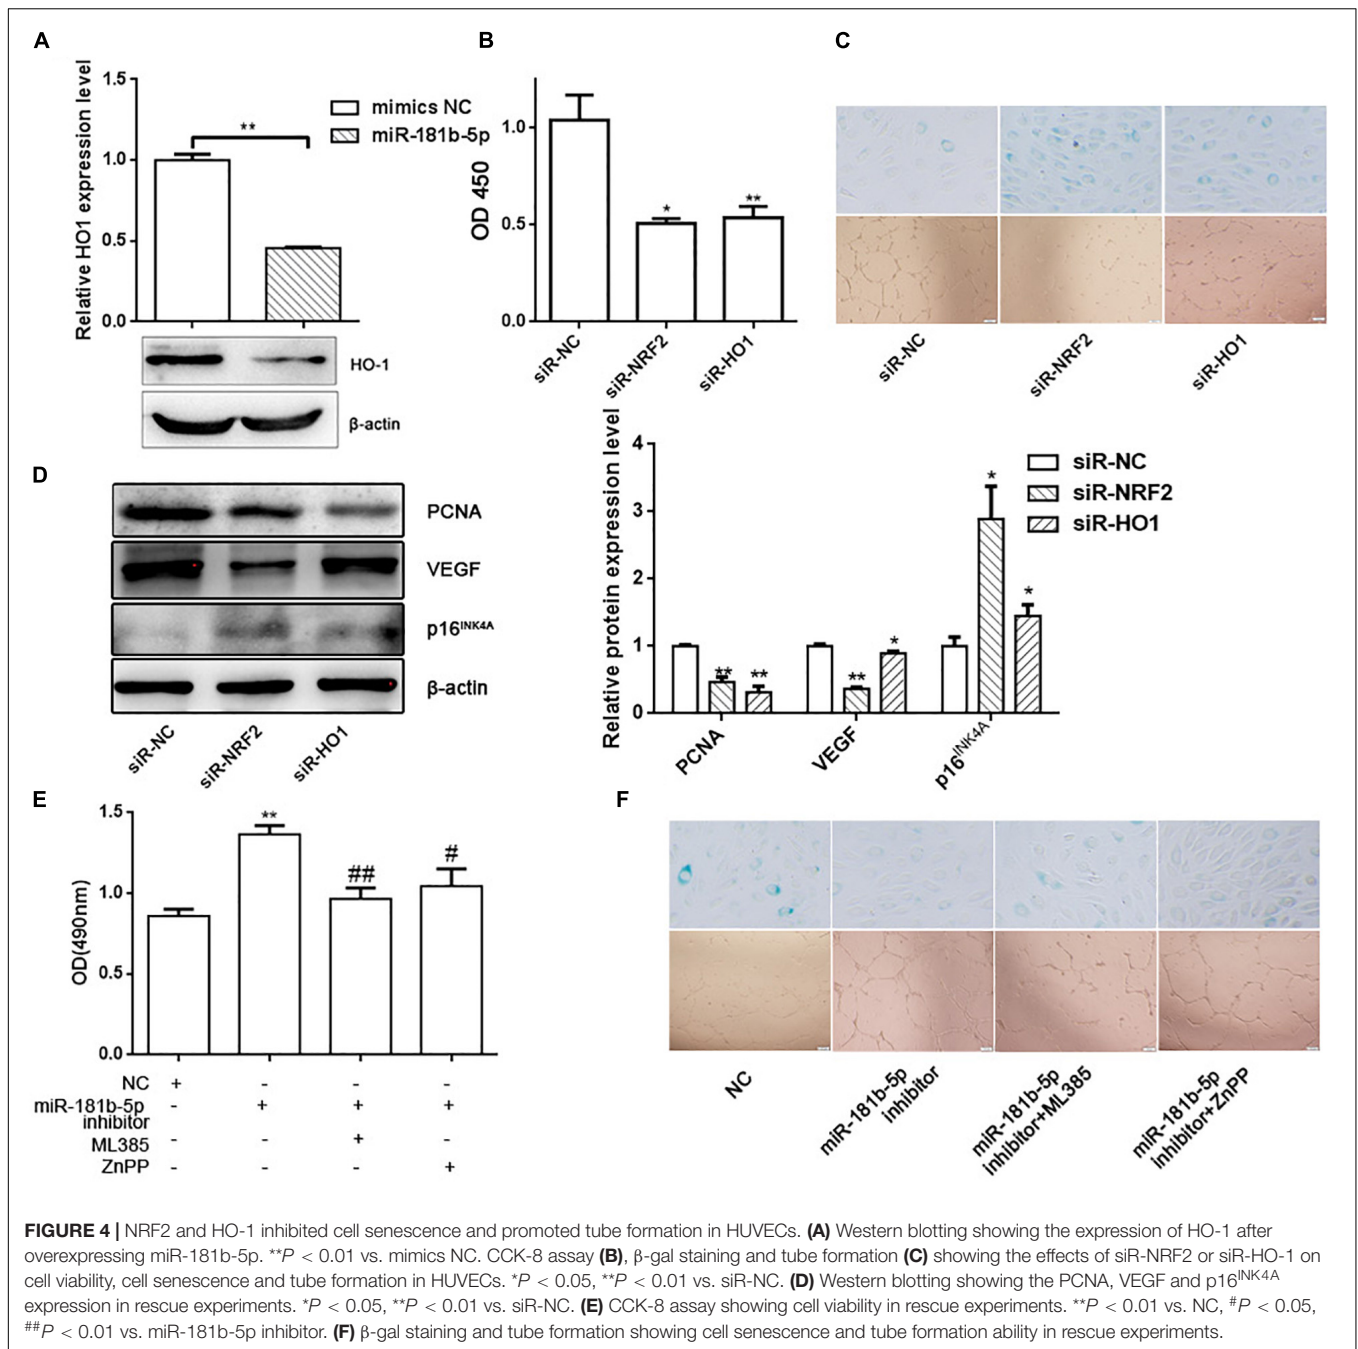 A
Relative HO1 expression level
1.5
1.0
0.5
0.0
**
mimics NC
miR-181b-5p
HO-1
β-actin
B
OD 450
1.0
0.5
0.0
*
**
siR-NC
siR-NRF2
siR-HO1
C
siR-NC
siR-NRF2
siR-HO1
D
PCNA
VEGF
p16INK4A
β-actin
siR-NC
siR-NRF2
siR-HO1
Relative protein expression level
4
3
2
1
0
siR-NC
siR-NRF2
siR-HO1
**
**
**
*
*
*
PCNA
VEGF
p16INK4A
E
OD(490nm)
1.5
1.0
0.5
0.0
**
##
#
NC + - - -
miR-181b-5p inhibitor - + + +
ML385 - - + -
ZnPP - - - +
F
NC
miR-181b-5p inhibitor
miR-181b-5p inhibitor+ML385
miR-181b-5p inhibitor+ZnPP
FIGURE 4 | NRF2 and HO-1 inhibited cell senescence and promoted tube formation in HUVECs. (A) Western blotting showing the expression of HO-1 after
overexpressing miR-181b-5p. **P < 0.01 vs. mimics NC. CCK-8 assay (B), β-gal staining and tube formation (C) showing the effects of siR-NRF2 or siR-HO-1 on
cell viability, cell senescence and tube formation in HUVECs. *P < 0.05, **P < 0.01 vs. siR-NC. (D) Western blotting showing the PCNA, VEGF and p16INK4A
expression in rescue experiments. *P < 0.05, **P < 0.01 vs. siR-NC. (E) CCK-8 assay showing cell viability in rescue experiments. **P < 0.01 vs. NC, #P < 0.05,
##P < 0.01 vs. miR-181b-5p inhibitor. (F) β-gal staining and tube formation showing cell senescence and tube formation ability in rescue experiments.